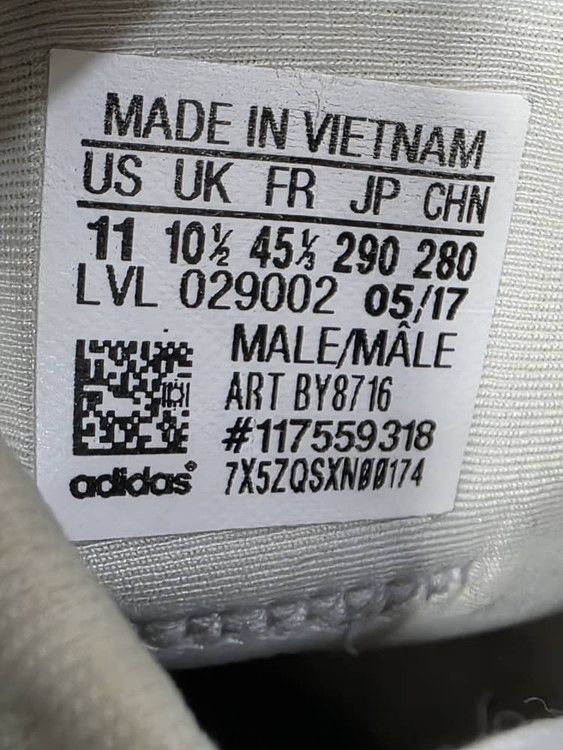 MADE IN VIETNAM
US UK FR JP CHN
11 10½ 45⅓ 290 280
LVL 029002 05/17
MALE/MÂLE
ART BY8716
#117559318
adidas® 7X5ZQSXN00174